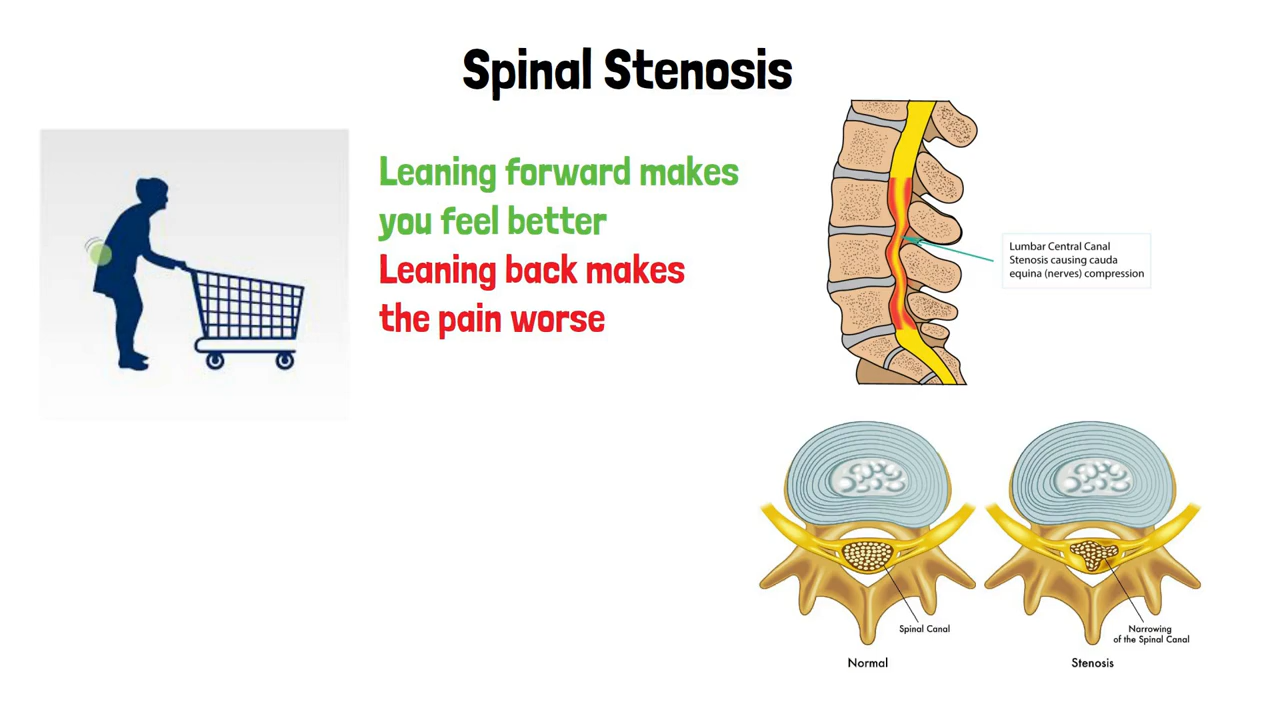 Spinal Stenosis
Leaning forward makes
you feel better
Leaning back makes
the pain worse
Lumbar Central Canal
Stenosis causing cauda
equina (nerves) compression
Spinal Canal
Normal
Narrowing
of the Spinal Canal
Stenosis